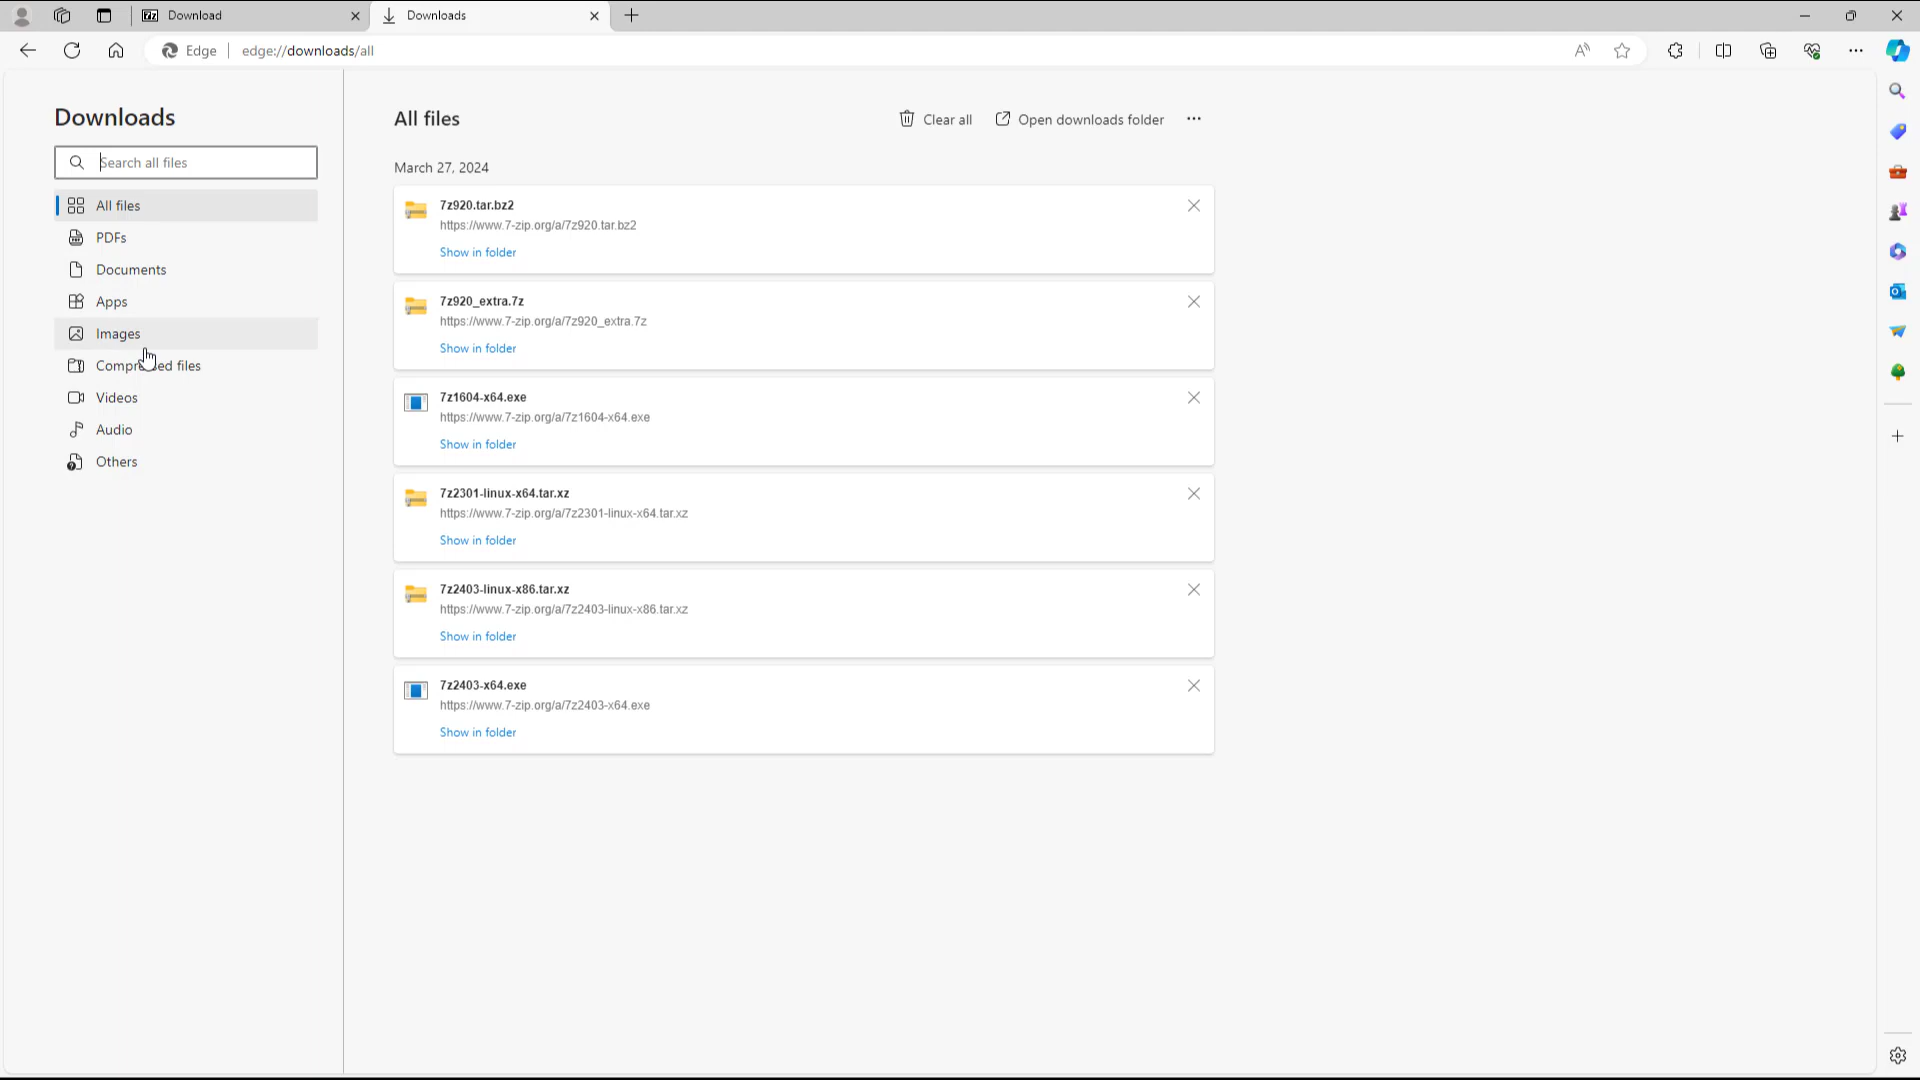 7z Download
Downloads
Edge edge://downloads/all
Downloads
Search all files
All files
PDFs
Documents
Apps
Images
Compressed files
Videos
Audio
Others
All files
Clear all
Open downloads folder
March 27, 2024
7z920.tar.bz2
https://www.7-zip.org/a/7z920.tar.bz2
Show in folder
7z920_extra.7z
https://www.7-zip.org/a/7z920_extra.7z
Show in folder
7z1604-x64.exe
https://www.7-zip.org/a/7z1604-x64.exe
Show in folder
7z2301-linux-x64.tar.xz
https://www.7-zip.org/a/7z2301-linux-x64.tar.xz
Show in folder
7z2403-linux-x86.tar.xz
https://www.7-zip.org/a/7z2403-linux-x86.tar.xz
Show in folder
7z2403-x64.exe
https://www.7-zip.org/a/7z2403-x64.exe
Show in folder